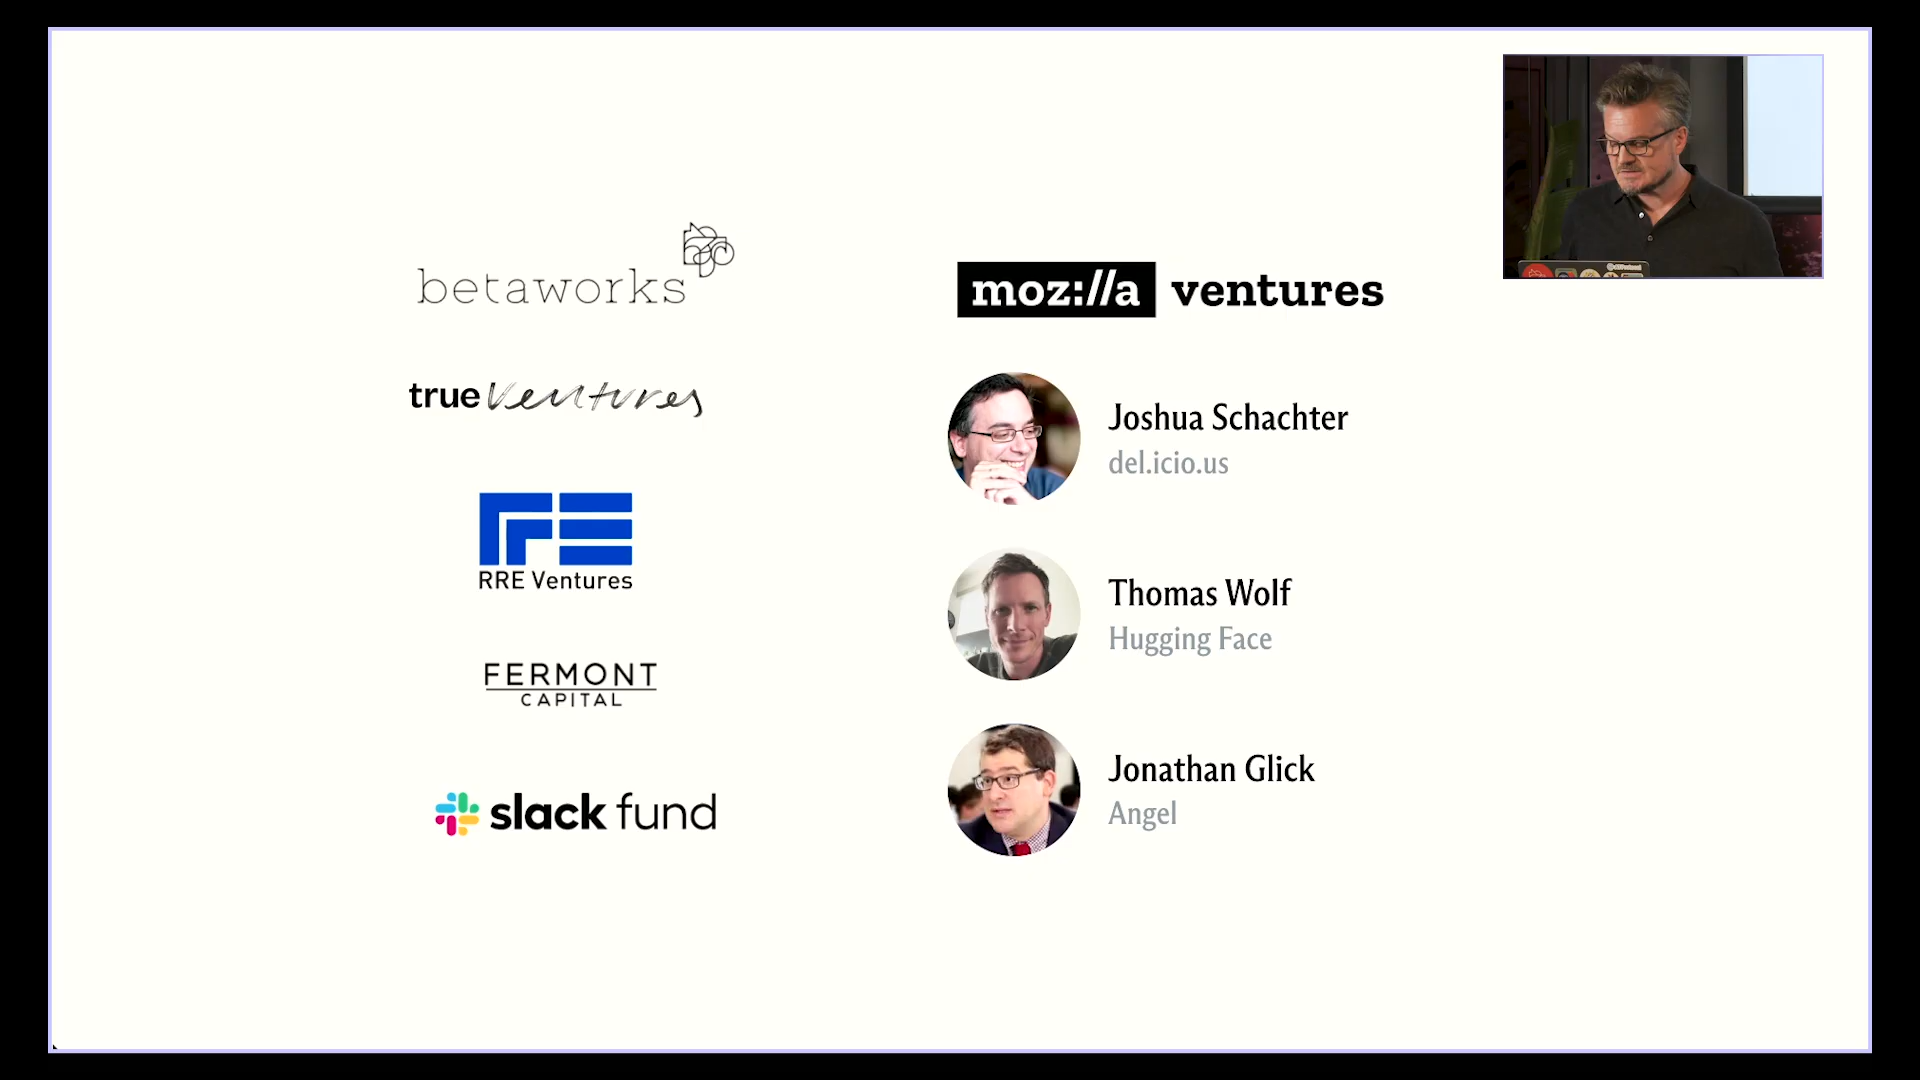 betaworks
true ventures
RRE Ventures
FERMONT
CAPITAL
slack fund
moz://a ventures
Joshua Schachter
del.icio.us
Thomas Wolf
Hugging Face
Jonathan Glick
Angel